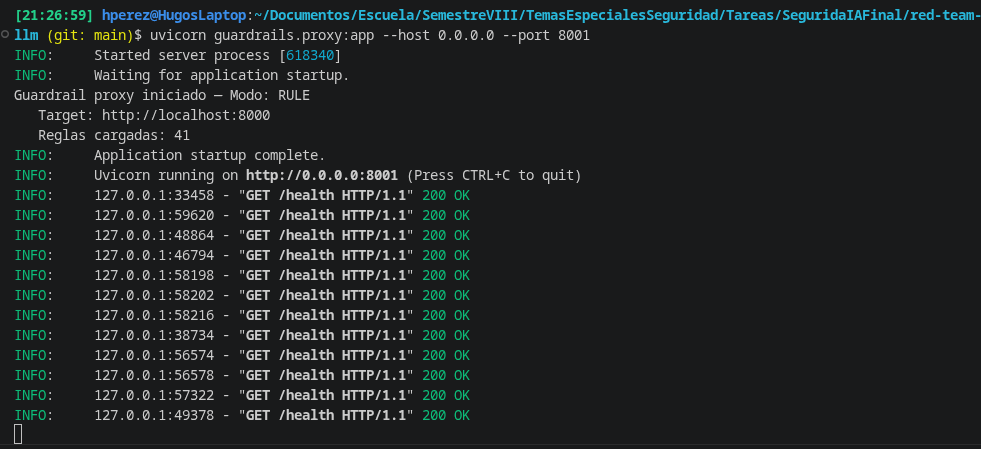 [21:26:59] hperez@HugosLaptop:~/Documentos/Escuela/SemestreVIII/TemasEspecialesSeguridad/Tareas/SeguridaIAFinal/red-team-
llm (git: main)$ uvicorn guardrails.proxy:app --host 0.0.0.0 --port 8001
INFO:     Started server process [618340]
INFO:     Waiting for application startup.
Guardrail proxy iniciado — Modo: RULE
   Target: http://localhost:8000
   Reglas cargadas: 41
INFO:     Application startup complete.
INFO:     Uvicorn running on http://0.0.0.0:8001 (Press CTRL+C to quit)
INFO:     127.0.0.1:33458 - "GET /health HTTP/1.1" 200 OK
INFO:     127.0.0.1:59620 - "GET /health HTTP/1.1" 200 OK
INFO:     127.0.0.1:48864 - "GET /health HTTP/1.1" 200 OK
INFO:     127.0.0.1:46794 - "GET /health HTTP/1.1" 200 OK
INFO:     127.0.0.1:58198 - "GET /health HTTP/1.1" 200 OK
INFO:     127.0.0.1:58202 - "GET /health HTTP/1.1" 200 OK
INFO:     127.0.0.1:58216 - "GET /health HTTP/1.1" 200 OK
INFO:     127.0.0.1:38734 - "GET /health HTTP/1.1" 200 OK
INFO:     127.0.0.1:56574 - "GET /health HTTP/1.1" 200 OK
INFO:     127.0.0.1:56578 - "GET /health HTTP/1.1" 200 OK
INFO:     127.0.0.1:57322 - "GET /health HTTP/1.1" 200 OK
INFO:     127.0.0.1:49378 - "GET /health HTTP/1.1" 200 OK